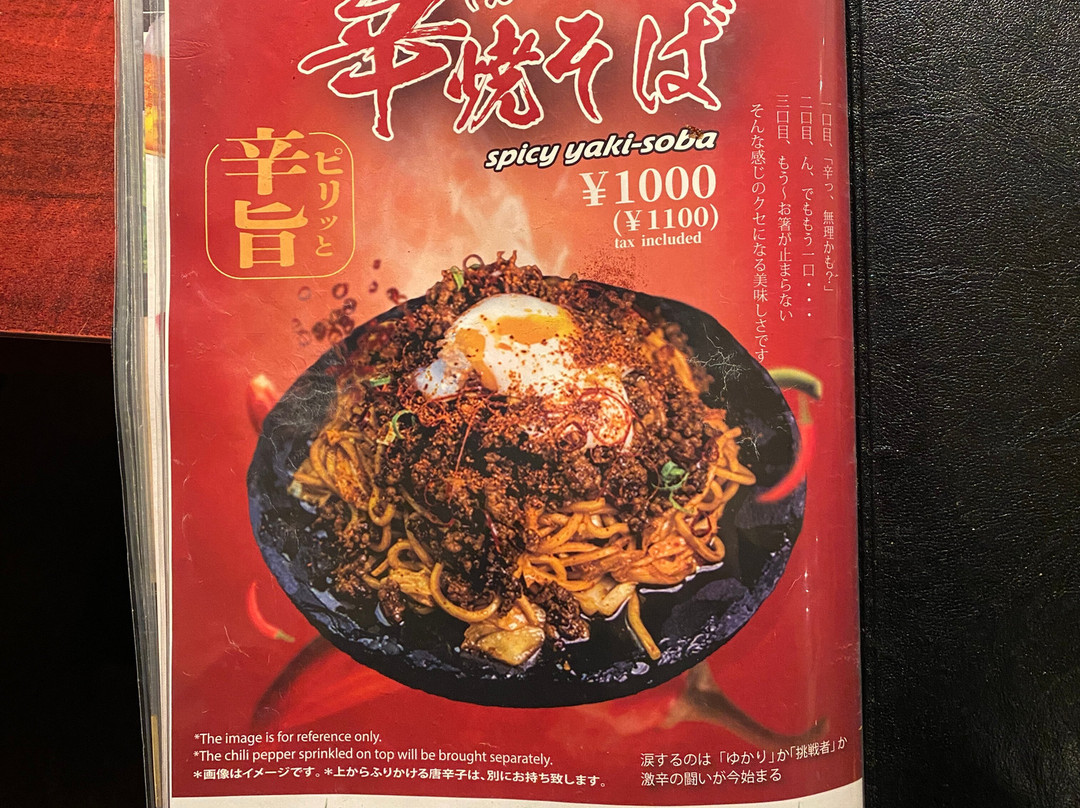 辛焼そば
spicy yaki-soba
¥1000
(¥1100)
tax included
ピリッと
辛旨
一口目、「辛っ、無理かも?」
二口目、ん、でももう一口・・・
三口目、もう〜お箸が止まらない
そんな感じのクセになる美味しさです
*The image is for reference only.
*The chili pepper sprinkled on top will be brought separately.
＊画像はイメージです。＊上からふりかける唐辛子は、別にお持ち致します。
涙するのは「ゆかり」か「挑戦者」か
激辛の闘いが今始まる